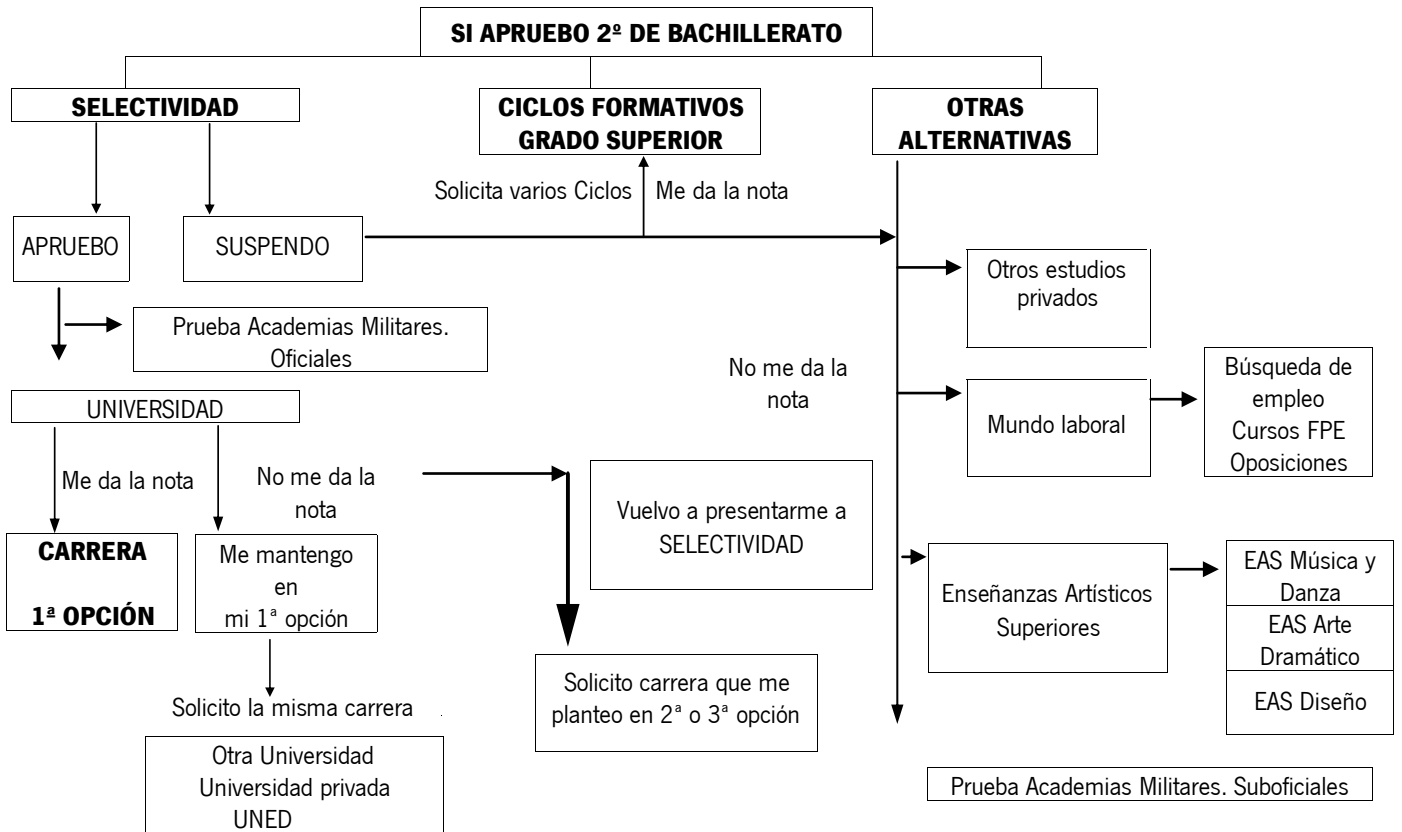 SI APRUEBO 2º DE BACHILLERATO
SELECTIVIDAD
CICLOS FORMATIVOS
GRADO SUPERIOR
OTRAS
ALTERNATIVAS
Solicita varios Ciclos
Me da la nota
APRUEBO
SUSPENDO
Otros estudios
privados
Prueba Academias Militares.
Oficiales
No me da la
nota
Mundo laboral
Búsqueda de
empleo
Cursos FPE
Oposiciones
UNIVERSIDAD
Me da la nota
No me da la
nota
Vuelvo a presentarme a
SELECTIVIDAD
CARRERA
1ª OPCIÓN
Me mantengo
en
mi 1ª opción
Enseñanzas Artísticos
Superiores
EAS Música y
Danza
EAS Arte
Dramático
EAS Diseño
Solicito la misma carrera
Solicito carrera que me
planteo en 2ª o 3ª opción
Otra Universidad
Universidad privada
UNED
Prueba Academias Militares. Suboficiales